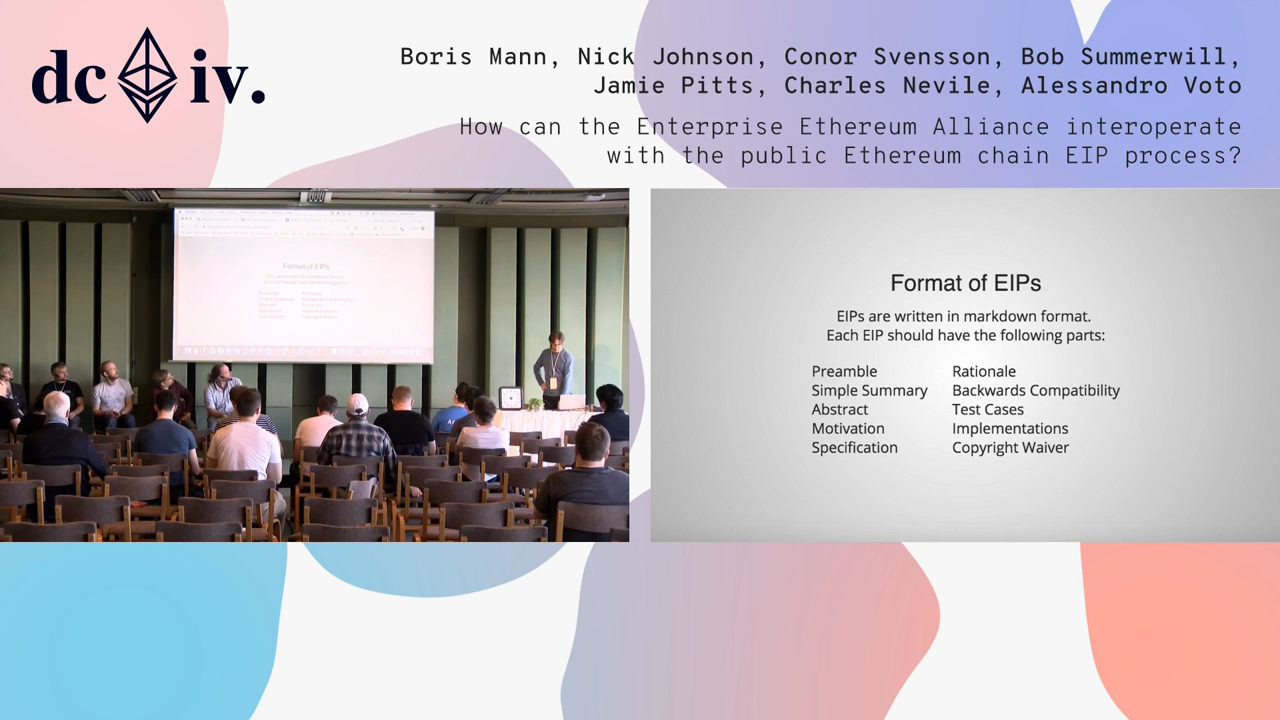 dc iv.
Boris Mann, Nick Johnson, Conor Svensson, Bob Summerwill,
Jamie Pitts, Charles Nevile, Alessandro Voto
How can the Enterprise Ethereum Alliance interoperate
with the public Ethereum chain EIP process?
Format of EIPs
Format of EIPs
EIPs are written in markdown format.
Each EIP should have the following parts:
Preamble Rationale
Simple Summary Backwards Compatibility
Abstract Test Cases
Motivation Implementations
Specification Copyright Waiver